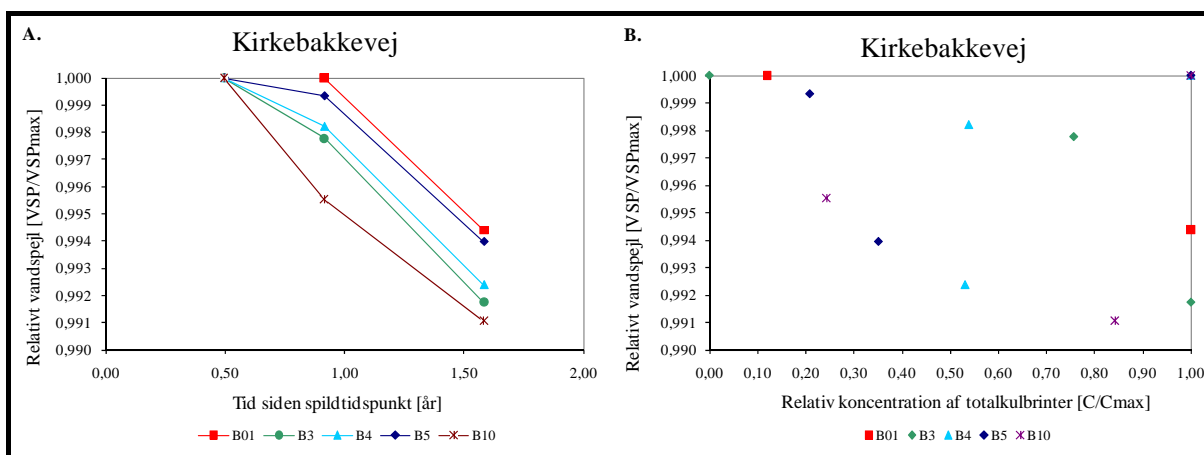 A.
Kirkebakkevej
Relativt vandspejl [VSP/VSPmax]
1,000
0,999
0,998
0,997
0,996
0,995
0,994
0,993
0,992
0,991
0,990
0,00 0,50 1,00 1,50 2,00
Tid siden spildtidspunkt [år]
B01 B3 B4 B5 B10
B.
Kirkebakkevej
Relativt vandspejl [VSP/VSPmax]
1,000
0,999
0,998
0,997
0,996
0,995
0,994
0,993
0,992
0,991
0,990
0,00 0,10 0,20 0,30 0,40 0,50 0,60 0,70 0,80 0,90 1,00
Relativ koncentration af totalkulbrinter [C/Cmax]
B01 B3 B4 B5 B10